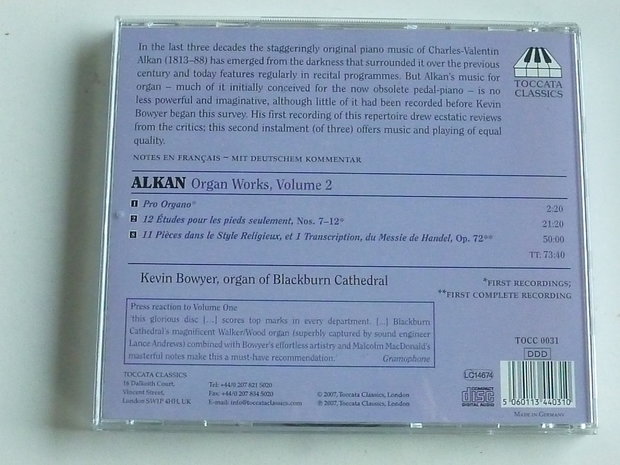 In the last three decades the staggeringly original piano music of Charles-Valentin
Alkan (1813–88) has emerged from the darkness that surrounded it over the previous
century and today features regularly in recital programmes. But Alkan's music for
organ – much of it initially conceived for the now obsolete pedal-piano – is no
less powerful and imaginative, although little of it had been recorded before Kevin
Bowyer began this survey. His first recording of this repertoire drew ecstatic reviews
from the critics; this second instalment (of three) offers music and playing of equal
quality.
TOCCATA
CLASSICS
NOTES EN FRANÇAIS ~ MIT DEUTSCHEM KOMMENTAR
ALKAN Organ Works, Volume 2
1 Pro Organo* 2:20
2 12 Études pour les pieds seulement, Nos. 7–12* 21:20
8 11 Pièces dans le Style Religieux, et 1 Transcription, du Messie de Handel, Op. 72** 50:00
TT: 73:40
Kevin Bowyer, organ of Blackburn Cathedral
*FIRST RECORDINGS;
**FIRST COMPLETE RECORDING
Press reaction to Volume One
'this glorious disc [...] scores top marks in every department. [...] Blackburn
Cathedral's magnificent Walker/Wood organ (superbly captured by sound engineer
Lance Andrews) combined with Bowyer's effortless artistry and Malcolm MacDonald's
masterful notes make this a must-have recommendation.' Gramophone
TOCC 0031
DDD
TOCCATA CLASSICS
16 Dalkeith Court,
Vincent Street,
London SW1P 4HH, UK
Tel: +44/0 207 821 5020
Fax: +44/0 207 834 5020
E-mail: info@toccataclassics.com
© 2007, Toccata Classics, London
℗ 2007, Toccata Classics, London
LC14674
COMPACT
disc
DIGITAL AUDIO
5 060113 440310
MADE IN GERMANY